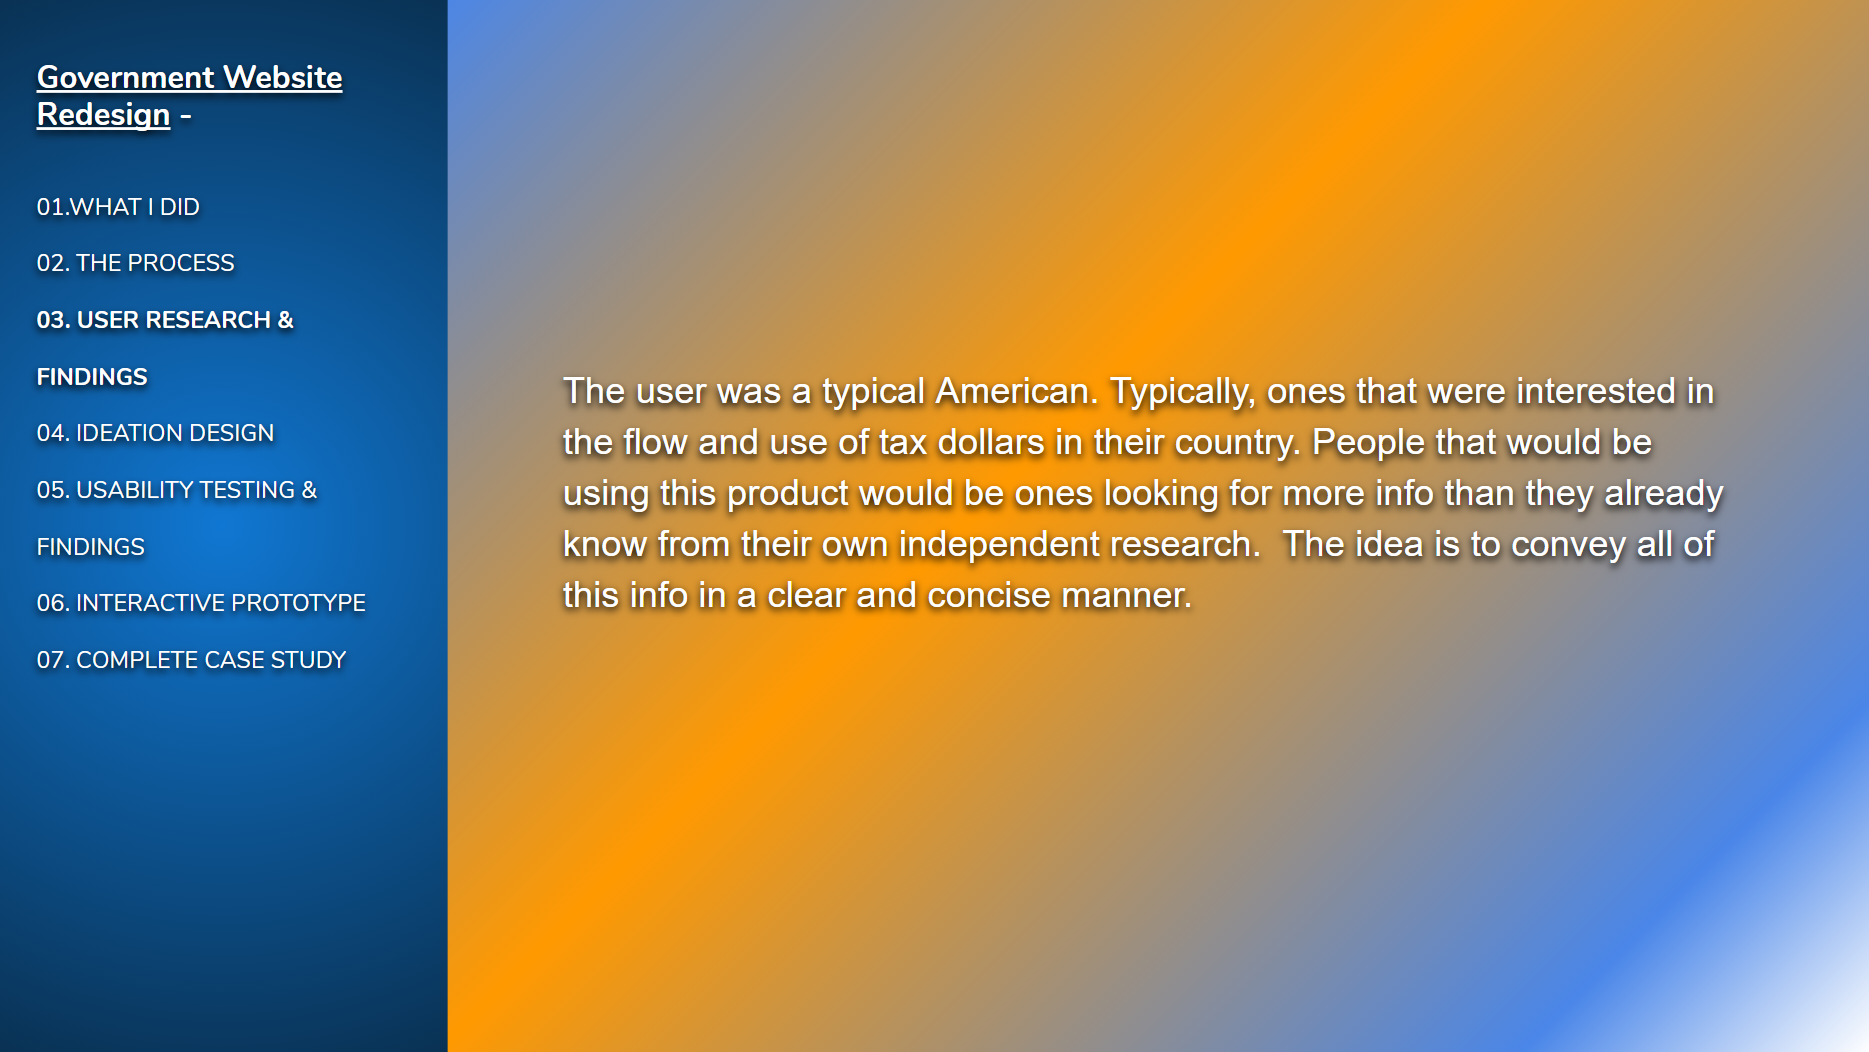 Government Website
Redesign -
01.WHAT I DID
02. THE PROCESS
03. USER RESEARCH &
FINDINGS
04. IDEATION DESIGN
05. USABILITY TESTING &
FINDINGS
06. INTERACTIVE PROTOTYPE
07. COMPLETE CASE STUDY
The user was a typical American. Typically, ones that were interested in
the flow and use of tax dollars in their country. People that would be
using this product would be ones looking for more info than they already
know from their own independent research.  The idea is to convey all of
this info in a clear and concise manner.